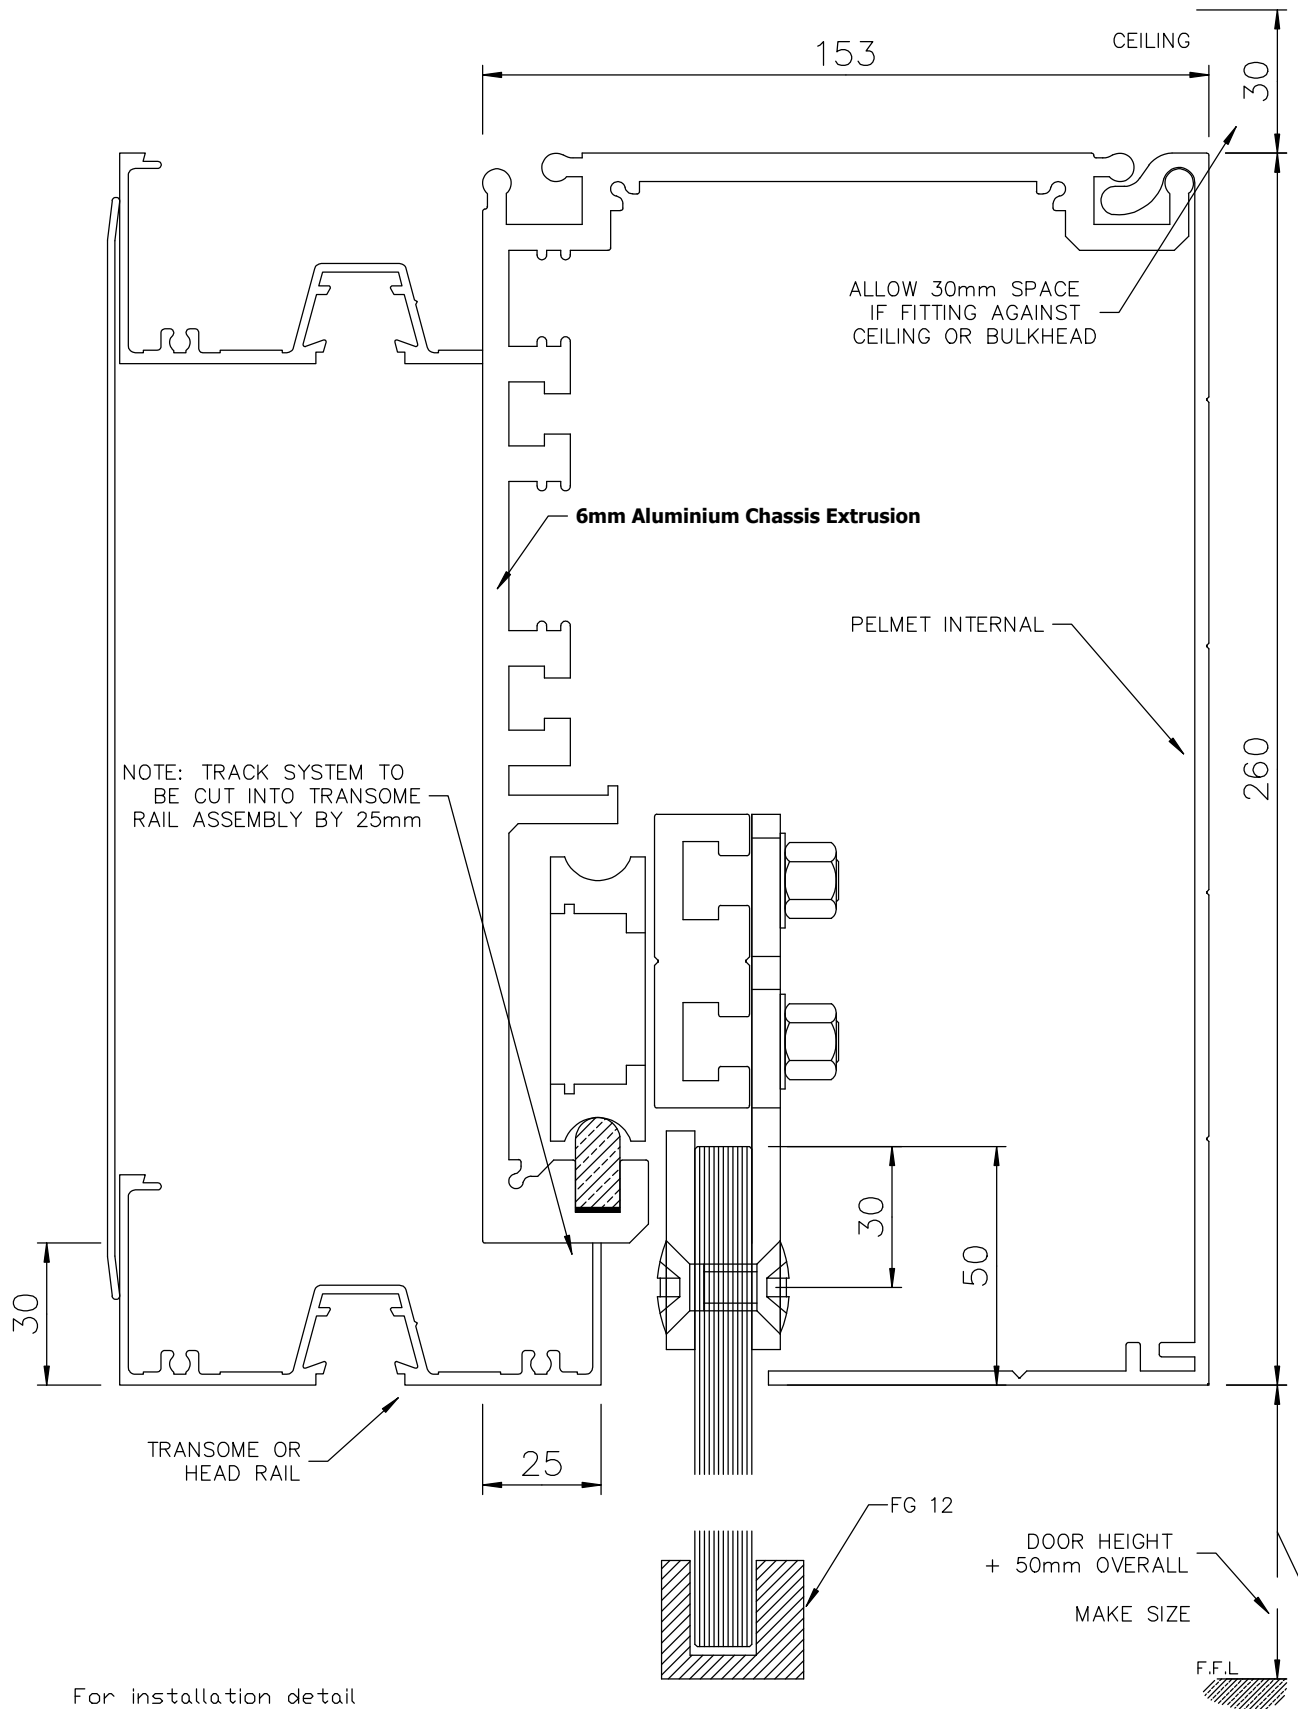 CEILING
153
30
ALLOW 30mm SPACE
IF FITTING AGAINST
CEILING OR BULKHEAD
6mm Aluminium Chassis Extrusion
PELMET INTERNAL
260
NOTE: TRACK SYSTEM TO
BE CUT INTO TRANSOME
RAIL ASSEMBLY BY 25mm
30
50
30
TRANSOME OR
HEAD RAIL
25
FG 12
DOOR HEIGHT
+ 50mm OVERALL
MAKE SIZE
F.F.L
For installation detail